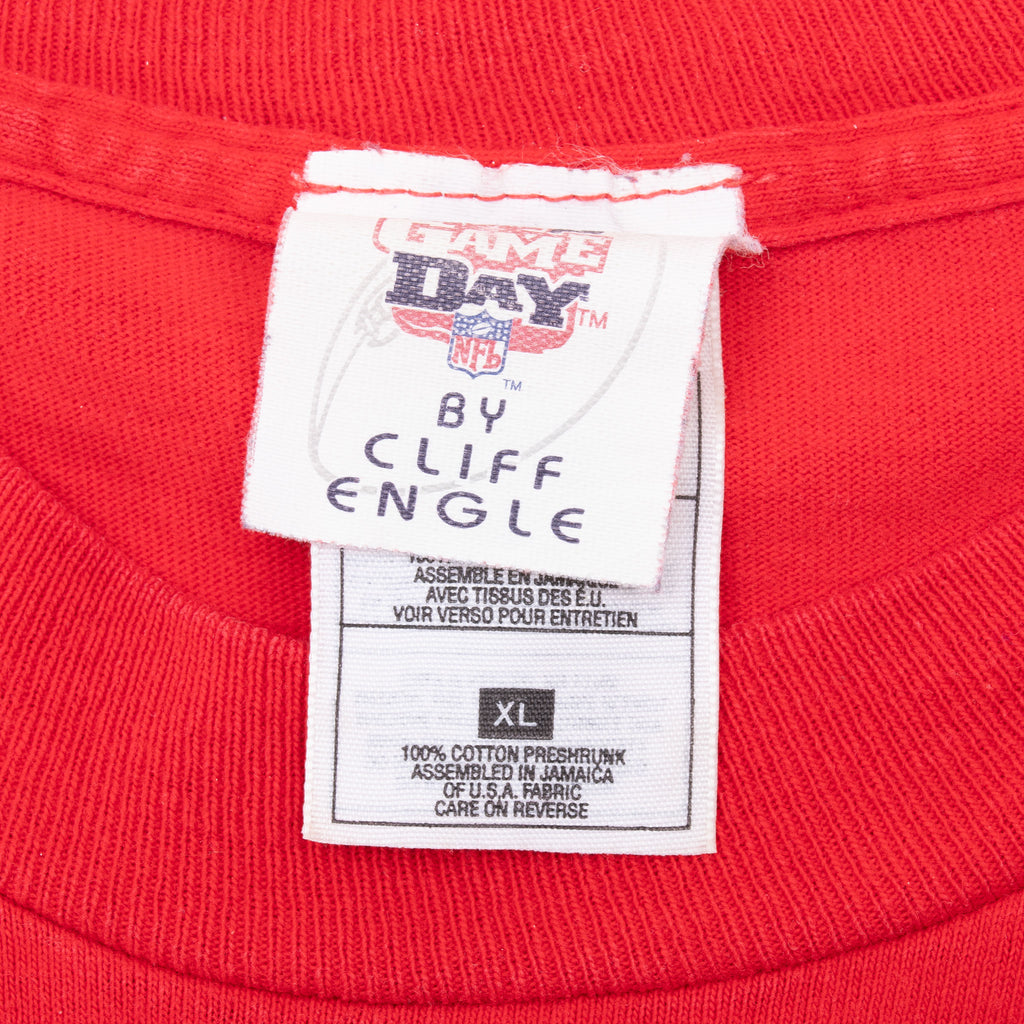 GAME
DAY TM
NFL
TM
BY
CLIFF
ENGLE
ASSEMBLE EN JAMAIQUE
AVEC TISSUS DES É.U.
VOIR VERSO POUR ENTRETIEN
XL
100% COTTON PRESHRUNK
ASSEMBLED IN JAMAICA
OF U.S.A. FABRIC
CARE ON REVERSE